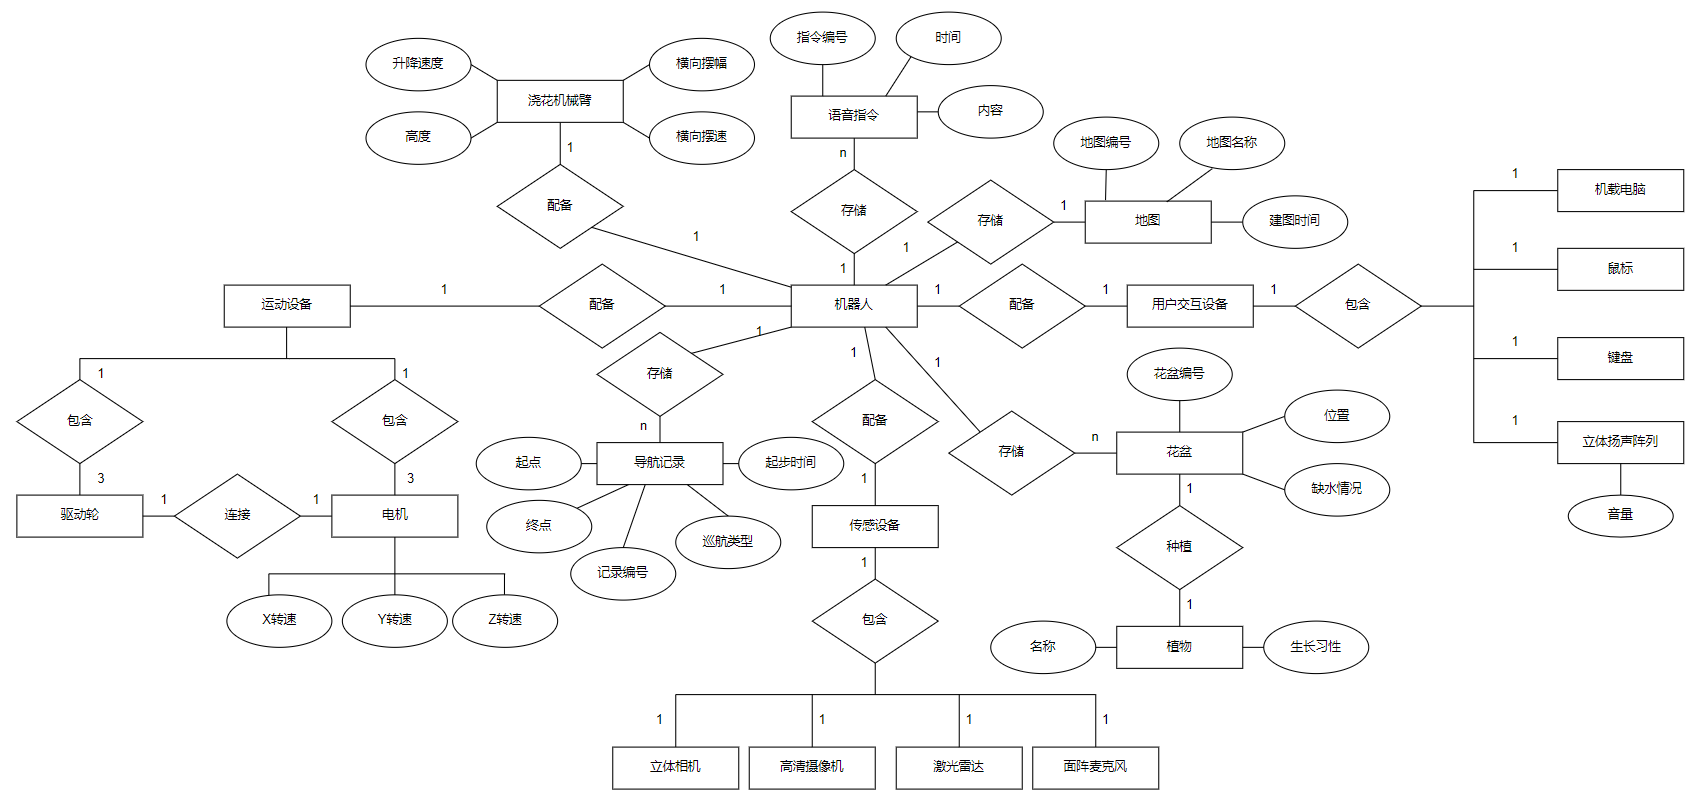 指令编号
时间
升降速度
横向摆幅
浇花机械臂
语音指令
内容
高度
横向摆速
地图编号
地图名称
1
n
1
机载电脑
配备
存储
存储
1
地图
建图时间
1
1
1
鼠标
1
运动设备
1
配备
1
机器人
1
配备
1
用户交互设备
1
包含
1
1
1
1
键盘
存储
花盆编号
1
1
包含
包含
配备
位置
1
n
n
立体扬声阵列
起点
导航记录
起步时间
存储
花盆
3
3
1
1
缺水情况
1
1
驱动轮
连接
电机
终点
传感设备
音量
巡航类型
种植
1
记录编号
1
X转速
Y转速
Z转速
包含
名称
植物
生长习性
1
1
1
1
立体相机
高清摄像机
激光雷达
面阵麦克风